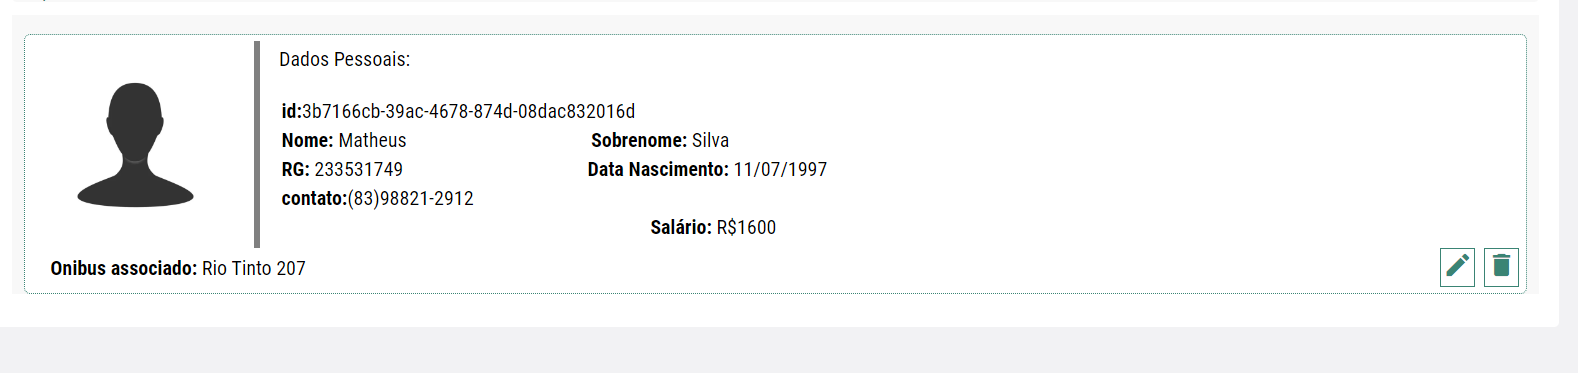 Dados Pessoais:
id:3b7166cb-39ac-4678-874d-08dac832016d
Nome: Matheus Sobrenome: Silva
RG: 233531749 Data Nascimento: 11/07/1997
contato:(83)98821-2912
Salário: R$1600
Onibus associado: Rio Tinto 207